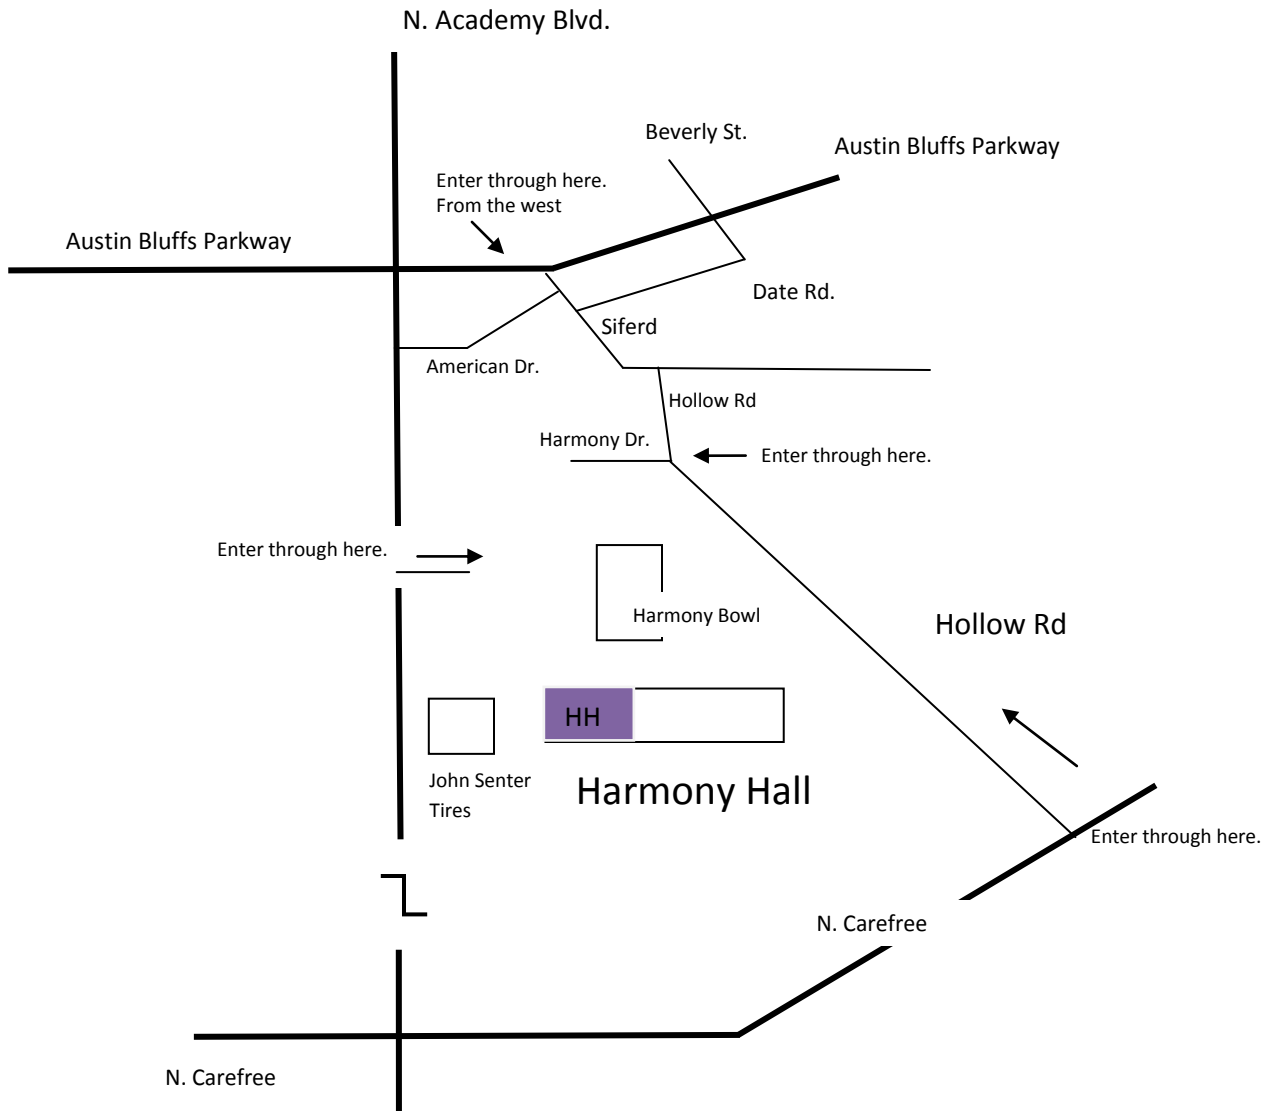 N. Academy Blvd.
Beverly St.
Austin Bluffs Parkway
Enter through here.
From the west
Austin Bluffs Parkway
Date Rd.
Siferd
American Dr.
Hollow Rd
Harmony Dr.
Enter through here.
Enter through here.
Harmony Bowl
Hollow Rd
HH
John Senter
Tires
Harmony Hall
Enter through here.
N. Carefree
N. Carefree